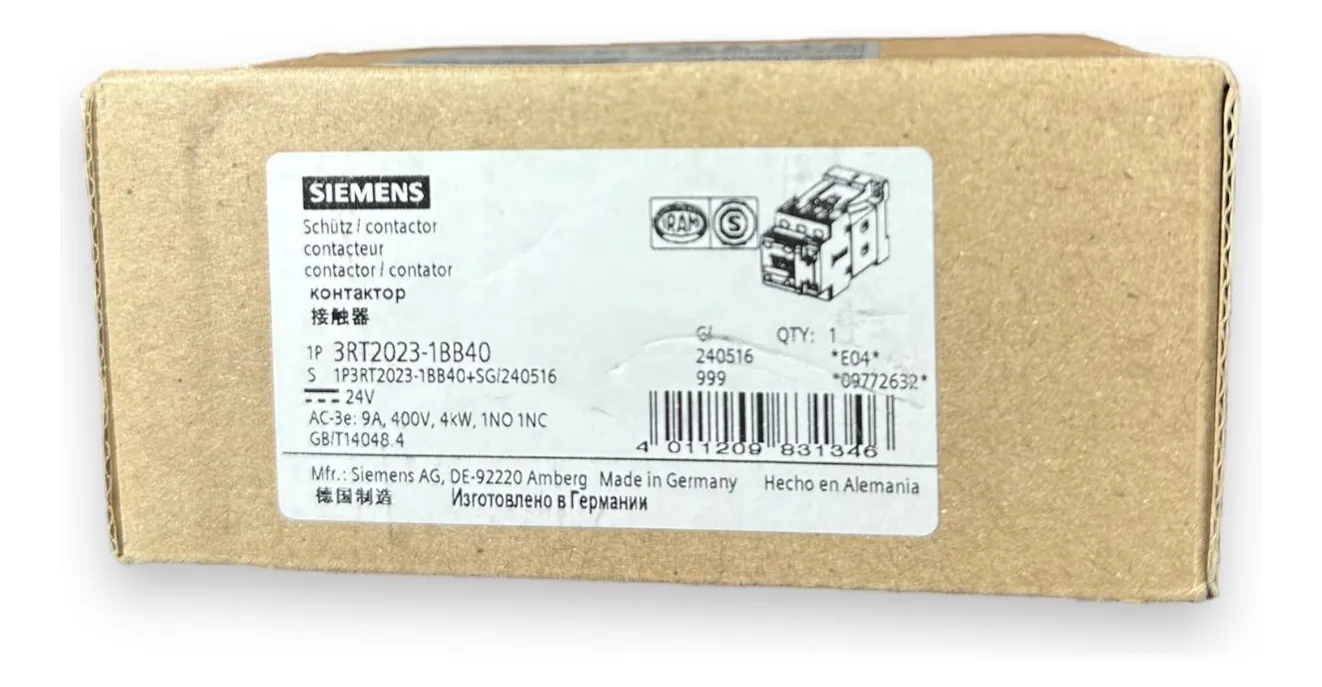 SIEMENS
Schütz / contactor
contacteur
contactor / contator
контактор
接触器
IRAM S
G/ QTY: 1
1P 3RT2023-1BB40
240516 *E04*
S 1P3RT2023-1BB40+SG/240516
999 *09772632*
24V
AC-3e: 9A, 400V, 4kW, 1NO 1NC
GB/T14048.4
4 011209 831346
Mfr.: Siemens AG, DE-92220 Amberg Made in Germany Hecho en Alemania
德国制造 Изготовлено в Германии